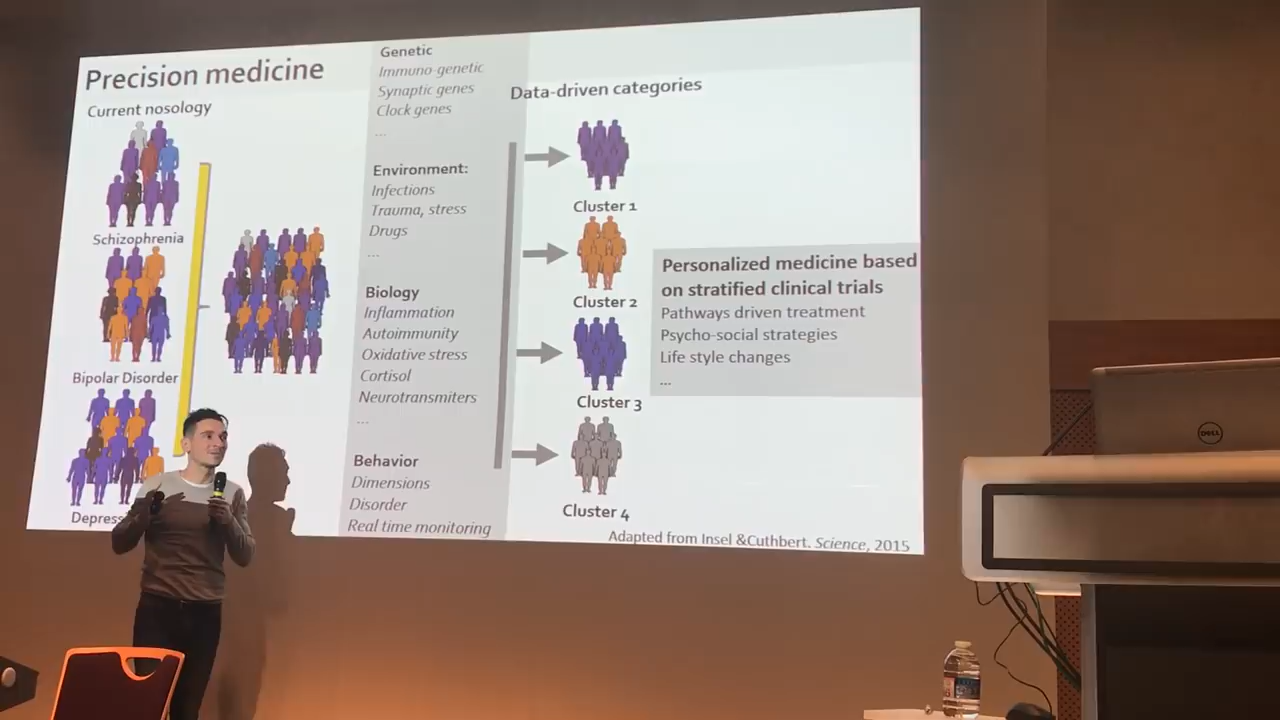 Precision medicine
Current nosology
Schizophrenia
Bipolar Disorder
Depress
Genetic
Immuno-genetic
Synaptic genes
Clock genes
...
Environment:
Infections
Trauma, stress
Drugs
...
Biology
Inflammation
Autoimmunity
Oxidative stress
Cortisol
Neurotransmiters
...
Behavior
Dimensions
Disorder
Real time monitoring
Data-driven categories
Cluster 1
Cluster 2
Cluster 3
Cluster 4
Personalized medicine based
on stratified clinical trials
Pathways driven treatment
Psycho-social strategies
Life style changes
...
Adapted from Insel &Cuthbert. Science, 2015
DELL